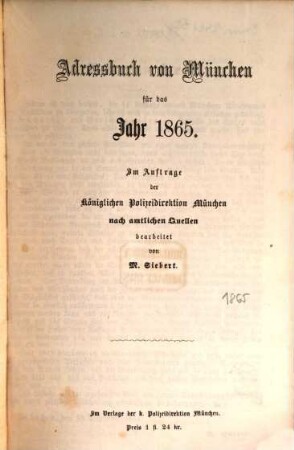 Adressbuch von München
für das
Jahr 1865.
Im Auftrage
der
Königlichen Polizeidirektion München
nach amtlichen Quellen
bearbeitet
von
M. Siebert.
1865
Im Verlage der k. Polizeidirektion München.
Preis 1 fl. 24 kr.